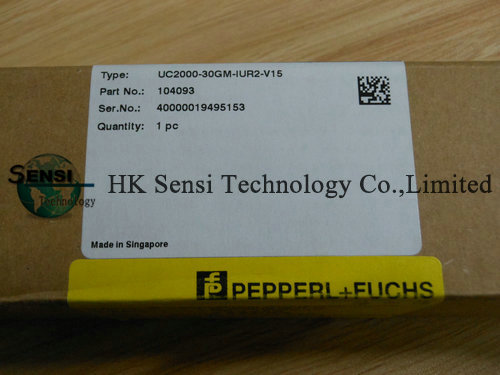 Type: UC2000-30GM-IUR2-V15
Part No.: 104093
Ser.No.: 40000019495153
Quantity: 1 pc
SENSI
Technology
HK Sensi Technology Co.,Limited
Made in Singapore
PEPPERL+FUCHS